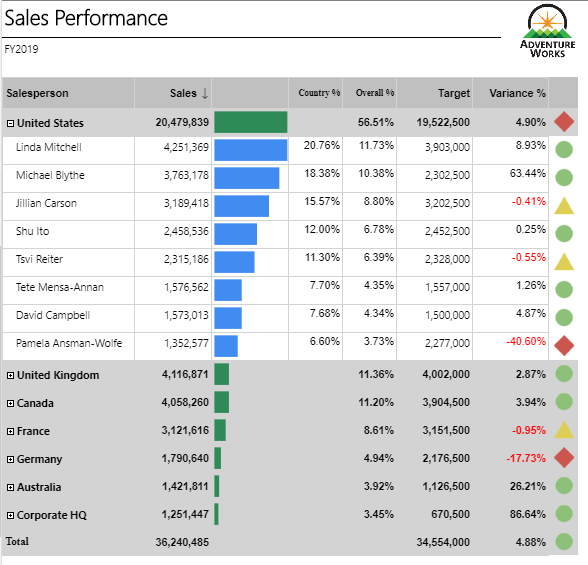 Sales Performance
FY2019
ADVENTURE
WORKS
Salesperson Sales ↓ Country % Overall % Target Variance %
United States 20,479,839 56.51% 19,522,500 4.90%
Linda Mitchell 4,251,369 20.76% 11.73% 3,903,000 8.93%
Michael Blythe 3,763,178 18.38% 10.38% 2,302,500 63.44%
Jillian Carson 3,189,418 15.57% 8.80% 3,202,500 -0.41%
Shu Ito 2,458,536 12.00% 6.78% 2,452,500 0.25%
Tsvi Reiter 2,315,186 11.30% 6.39% 2,328,000 -0.55%
Tete Mensa-Annan 1,576,562 7.70% 4.35% 1,557,000 1.26%
David Campbell 1,573,013 7.68% 4.34% 1,500,000 4.87%
Pamela Ansman-Wolfe 1,352,577 6.60% 3.73% 2,277,000 -40.60%
United Kingdom 4,116,871 11.36% 4,002,000 2.87%
Canada 4,058,260 11.20% 3,904,500 3.94%
France 3,121,616 8.61% 3,151,500 -0.95%
Germany 1,790,640 4.94% 2,176,500 -17.73%
Australia 1,421,811 3.92% 1,126,500 26.21%
Corporate HQ 1,251,447 3.45% 670,500 86.64%
Total 36,240,485 34,554,000 4.88%